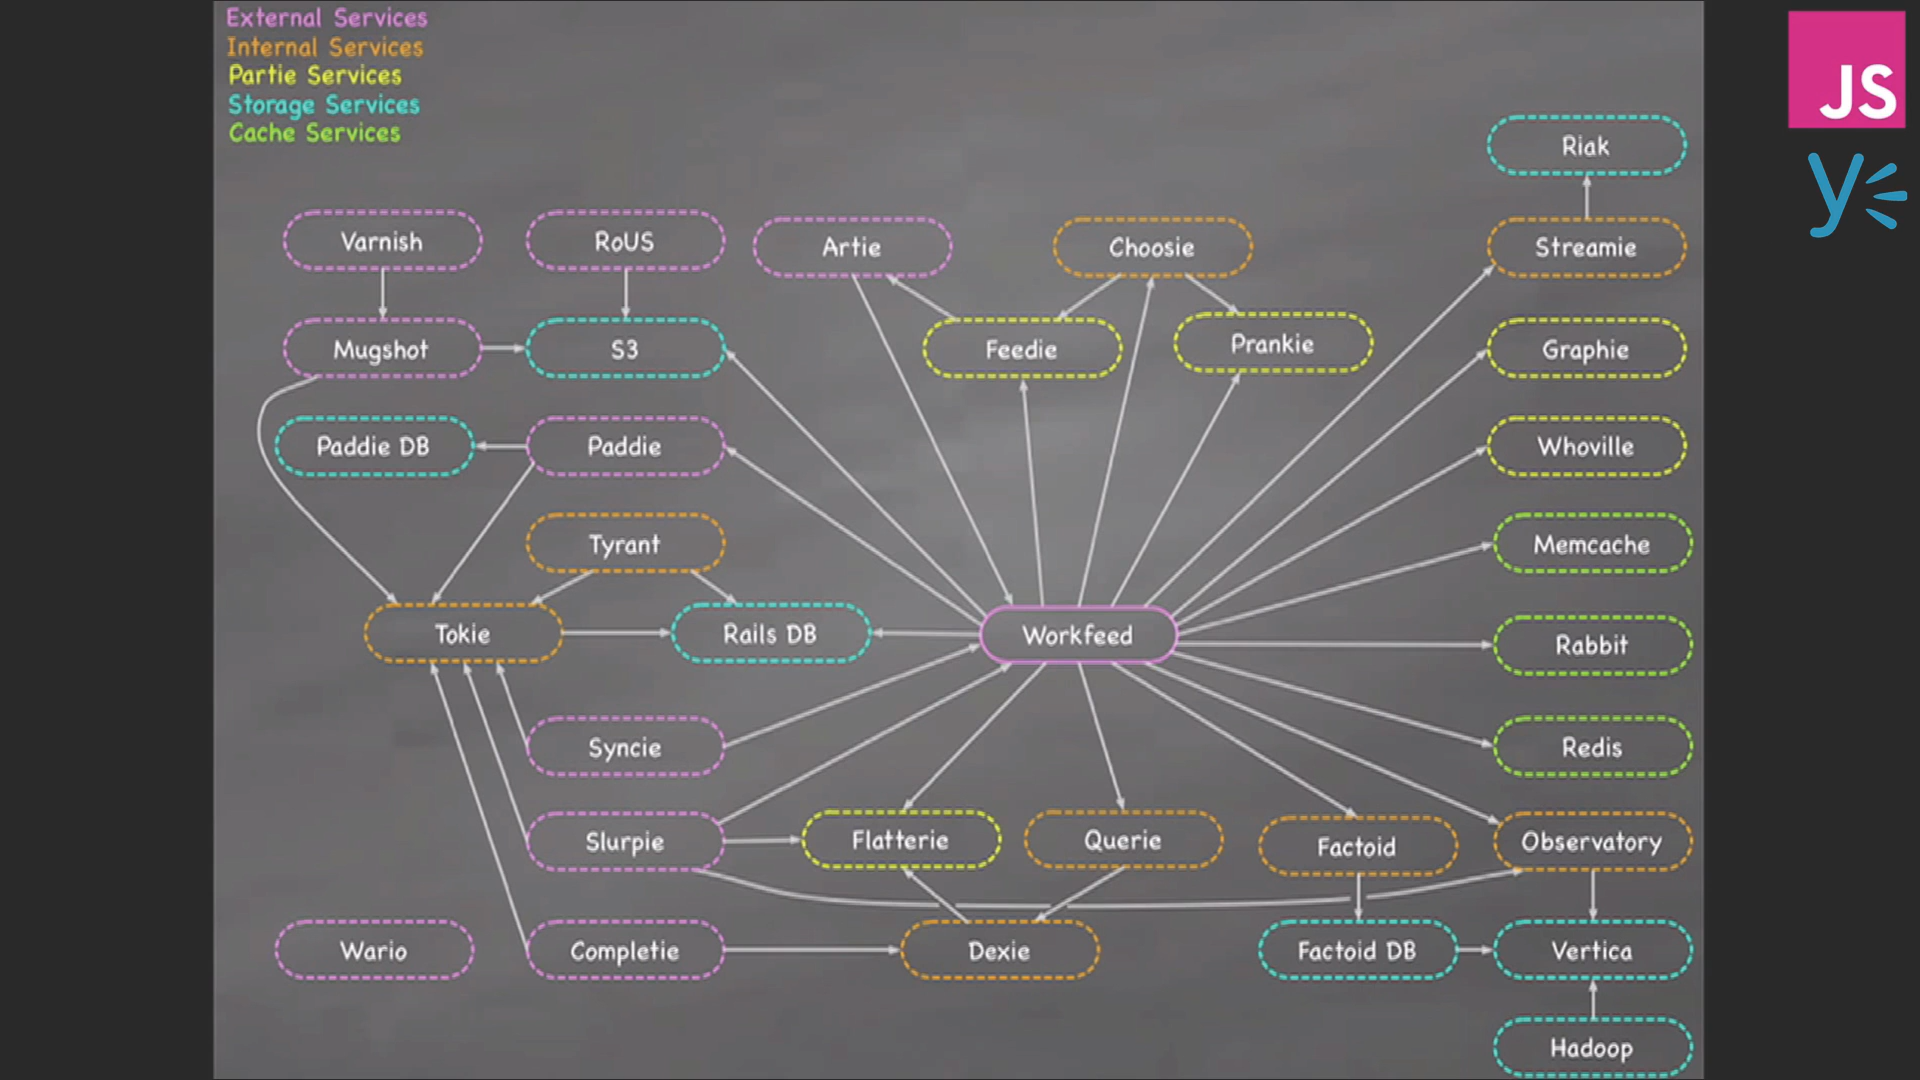 External Services
Internal Services
Partie Services
Storage Services
Cache Services
JS
y
Riak
Varnish
RoUS
Artie
Choosie
Streamie
Mugshot
S3
Feedie
Prankie
Graphie
Paddie DB
Paddie
Whoville
Tyrant
Memcache
Tokie
Rails DB
Workfeed
Rabbit
Syncie
Redis
Slurpie
Flatterie
Querie
Factoid
Observatory
Wario
Completie
Dexie
Factoid DB
Vertica
Hadoop